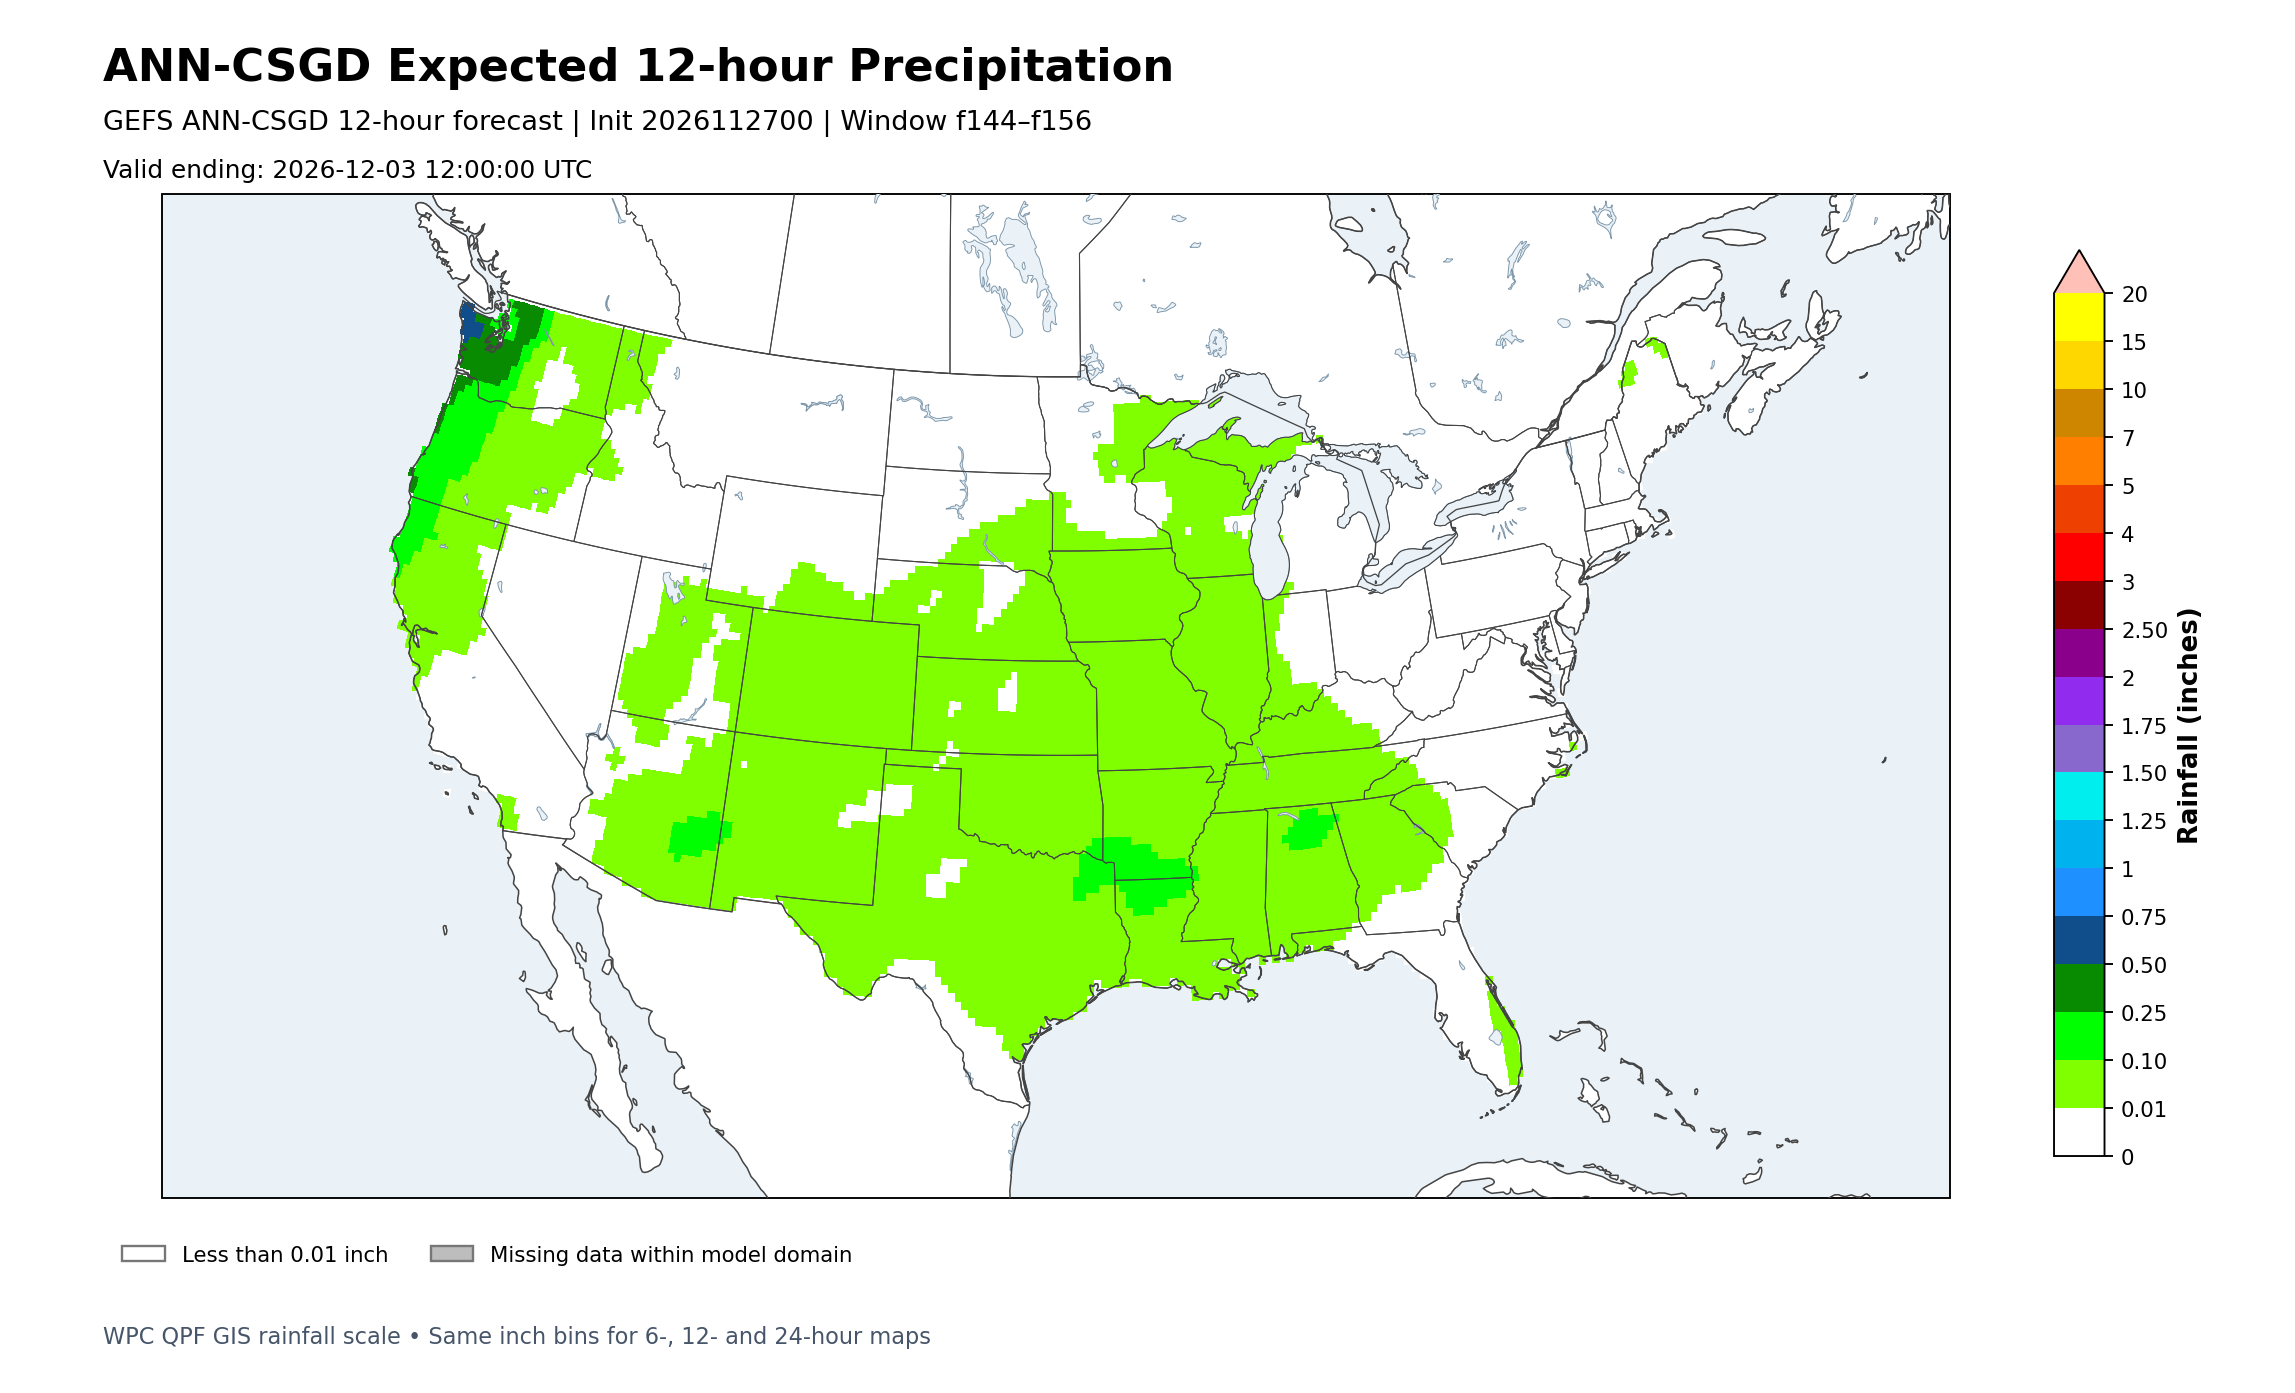 ANN-CSGD Expected 12-hour Precipitation
GEFS ANN-CSGD 12-hour forecast | Init 2026112700 | Window f144–f156
Valid ending: 2026-12-03 12:00:00 UTC
20
15
10
7
5
4
3
2.50
2
1.75
1.50
1.25
1
0.75
0.50
0.25
0.10
0.01
0
Rainfall (inches)
Less than 0.01 inch
Missing data within model domain
WPC QPF GIS rainfall scale • Same inch bins for 6-, 12- and 24-hour maps